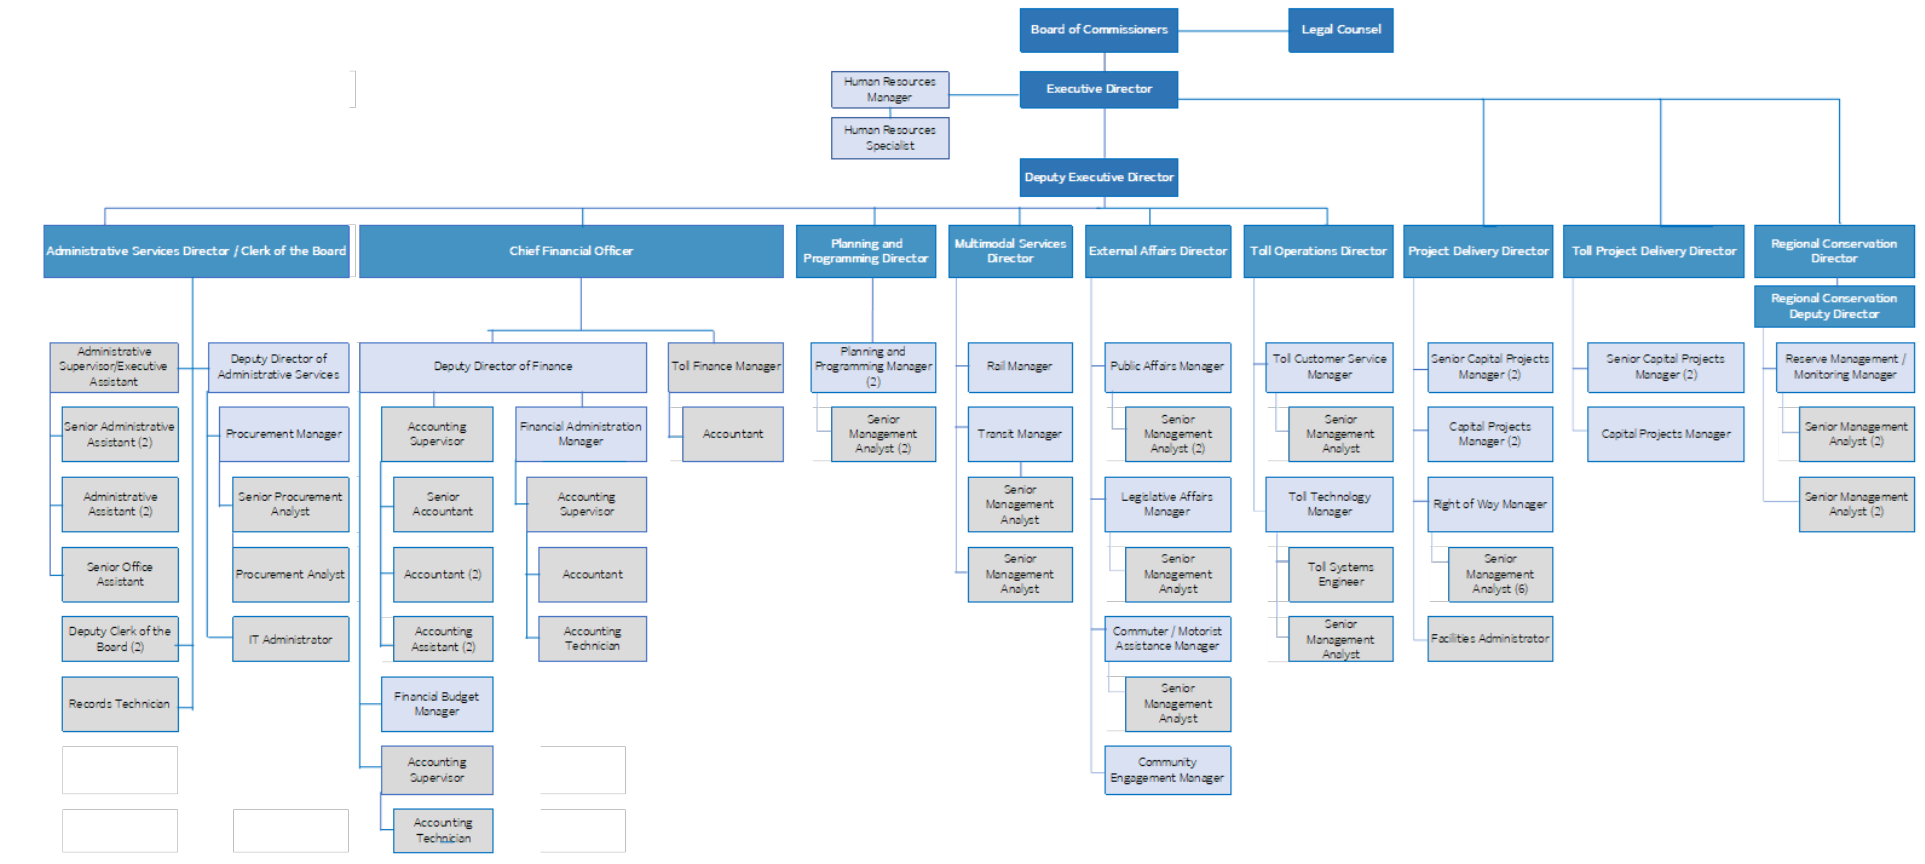 Board of Commissioners
Legal Counsel
Human Resources
Manager
Executive Director
Human Resources
Specialist
Deputy Executive Director
Administrative Services Director / Clerk of the Board
Chief Financial Officer
Planning and
Programming Director
Multimodal Services
Director
External Affairs Director
Toll Operations Director
Project Delivery Director
Toll Project Delivery Director
Regional Conservation
Director
Regional Conservation
Deputy Director
Administrative
Supervisor/Executive
Assistant
Senior Administrative
Assistant (2)
Administrative
Assistant (2)
Senior Office
Assistant
Deputy Clerk of the
Board (2)
Records Technician
Deputy Director of
Administrative Services
Procurement Manager
Senior Procurement
Analyst
Procurement Analyst
IT Administrator
Deputy Director of Finance
Accounting
Supervisor
Senior
Accountant
Accountant (2)
Accounting
Assistant (2)
Financial Budget
Manager
Accounting
Supervisor
Accounting
Technician
Financial Administration
Manager
Accounting
Supervisor
Accountant
Accounting
Technician
Toll Finance Manager
Accountant
Planning and
Programming Manager
(2)
Senior
Management
Analyst (2)
Rail Manager
Transit Manager
Senior
Management
Analyst
Senior
Management
Analyst
Public Affairs Manager
Senior
Management
Analyst (2)
Legislative Affairs
Manager
Senior
Management
Analyst
Commuter / Motorist
Assistance Manager
Senior
Management
Analyst
Community
Engagement Manager
Toll Customer Service
Manager
Senior
Management
Analyst
Toll Technology
Manager
Toll Systems
Engineer
Senior
Management
Analyst
Senior Capital Projects
Manager (2)
Capital Projects
Manager (2)
Right of Way Manager
Senior
Management
Analyst (6)
Facilities Administrator
Senior Capital Projects
Manager (2)
Capital Projects Manager
Reserve Management /
Monitoring Manager
Senior Management
Analyst (2)
Senior Management
Analyst (2)